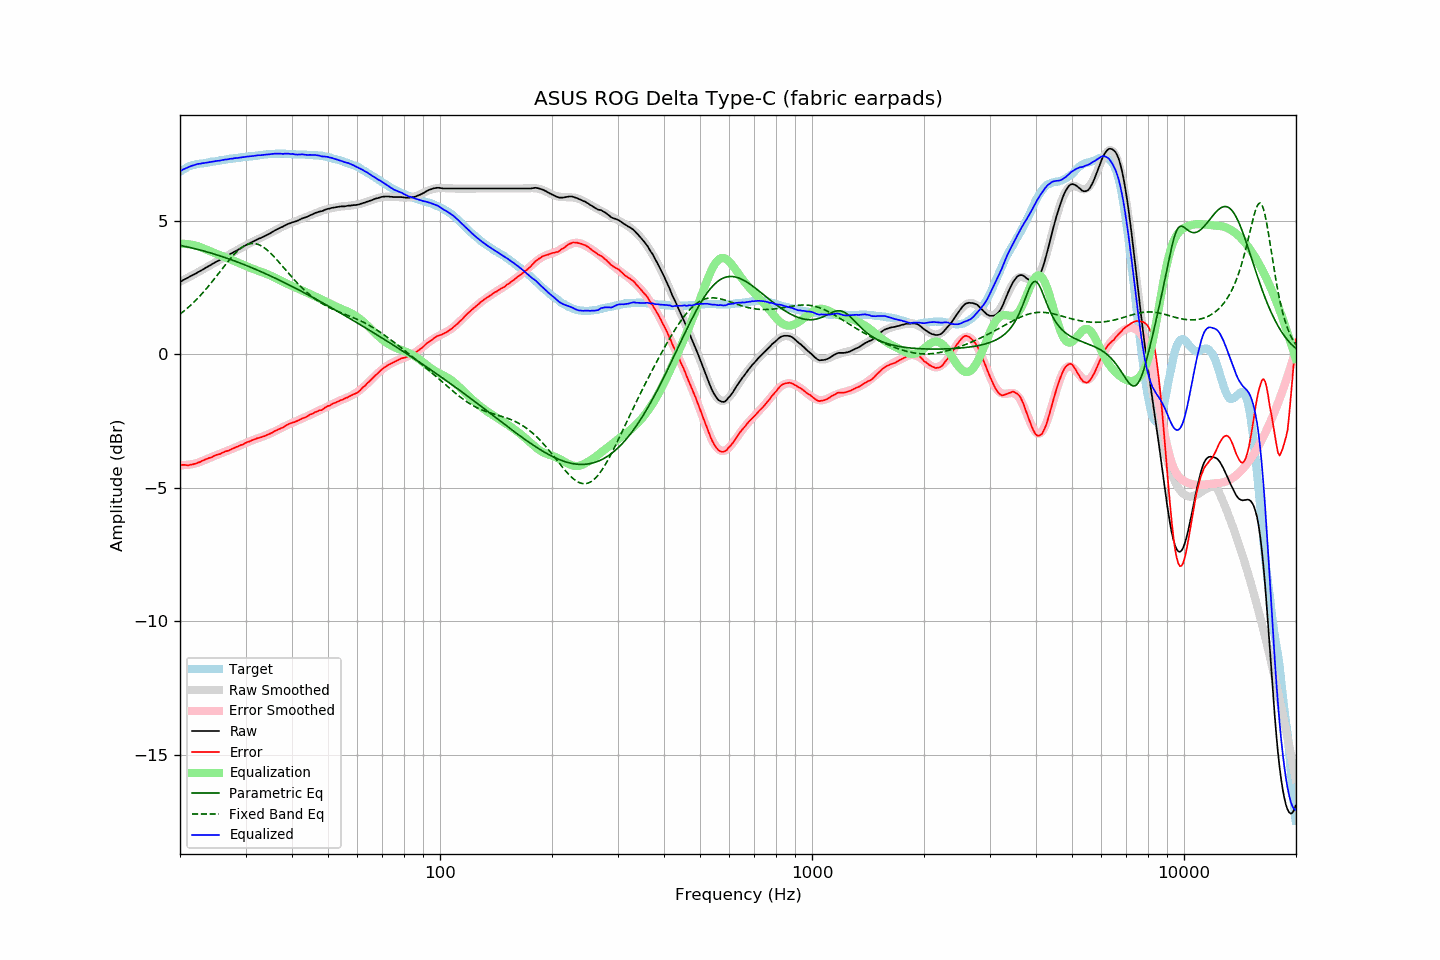 ASUS ROG Delta Type-C (fabric earpads)
Amplitude (dBr)
5
0
−5
−10
−15
Target
Raw Smoothed
Error Smoothed
Raw
Error
Equalization
Parametric Eq
Fixed Band Eq
Equalized
100
1000
10000
Frequency (Hz)